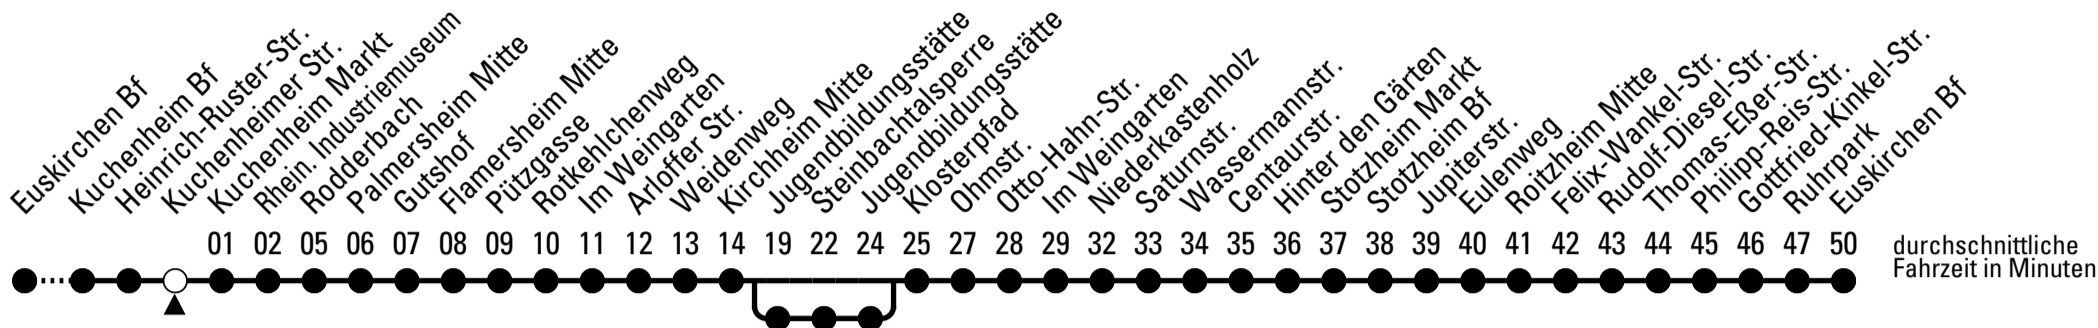 Euskirchen Bf
Kuchenheim Bf
Heinrich-Ruster-Str.
Kuchenheimer Str.
Kuchenheim Markt
Rhein. Industriemuseum
Rodderbach
Palmersheim Mitte
Gutshof
Flamersheim Mitte
Pützgasse
Rotkehlchenweg
Im Weingarten
Arloffer Str.
Weidenweg
Kirchheim Mitte
Jugendbildungsstätte
Steinbachtalsperre
Jugendbildungsstätte
Klosterpfad
Ohmstr.
Otto-Hahn-Str.
Im Weingarten
Niederkastenholz
Saturnstr.
Wassermannstr.
Centaurstr.
Hinter den Gärten
Stotzheim Markt
Stotzheim Bf
Jupiterstr.
Eulenweg
Roitzheim Mitte
Felix-Wankel-Str.
Rudolf-Diesel-Str.
Thomas-Eßer-Str.
Philipp-Reis-Str.
Gottfried-Kinkel-Str.
Ruhrpark
Euskirchen Bf
01 02 05 06 07 08 09 10 11 12 13 14 19 22 24 25 27 28 29 32 33 34 35 36 37 38 39 40 41 42 43 44 45 46 47 50
durchschnittliche
Fahrzeit in Minuten